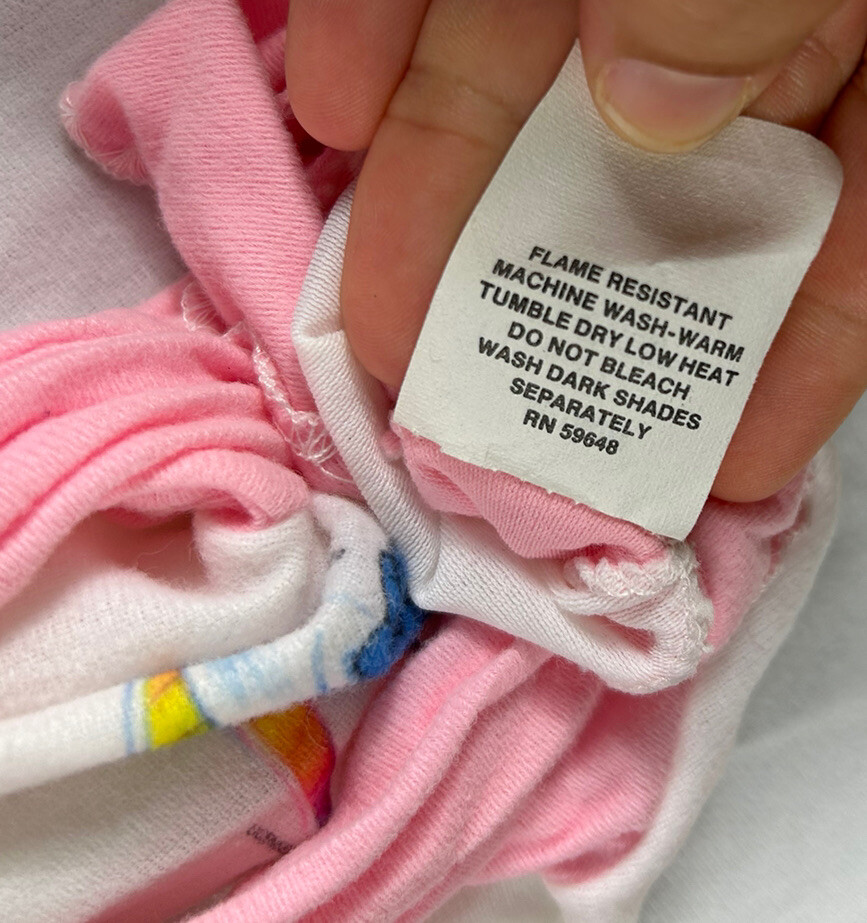 FLAME RESISTANT
MACHINE WASH-WARM
TUMBLE DRY LOW HEAT
DO NOT BLEACH
WASH DARK SHADES
SEPARATELY
RN 59648